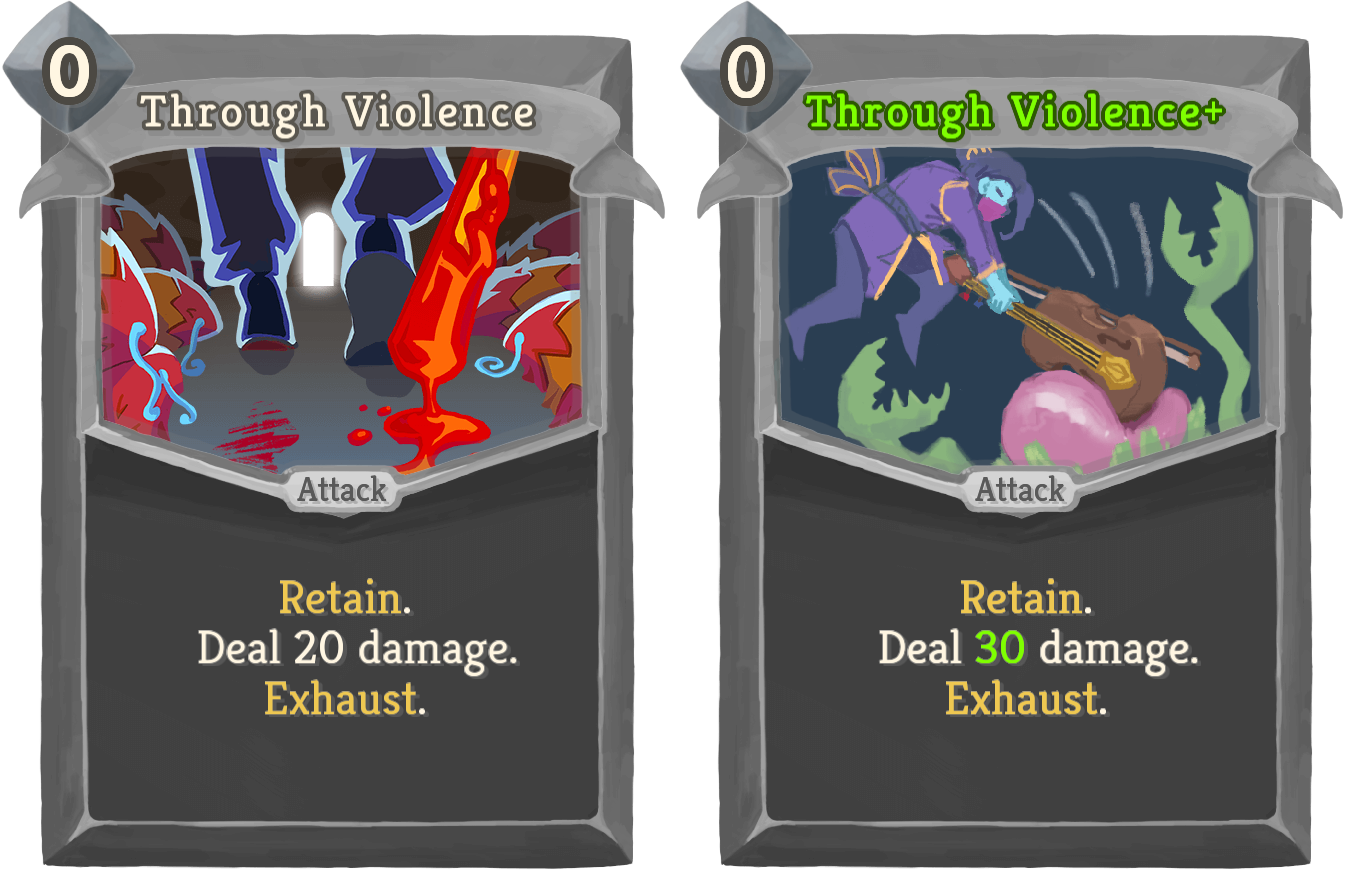 0
Through Violence
Attack
Retain.
Deal 20 damage.
Exhaust.
0
Through Violence+
Attack
Retain.
Deal 30 damage.
Exhaust.